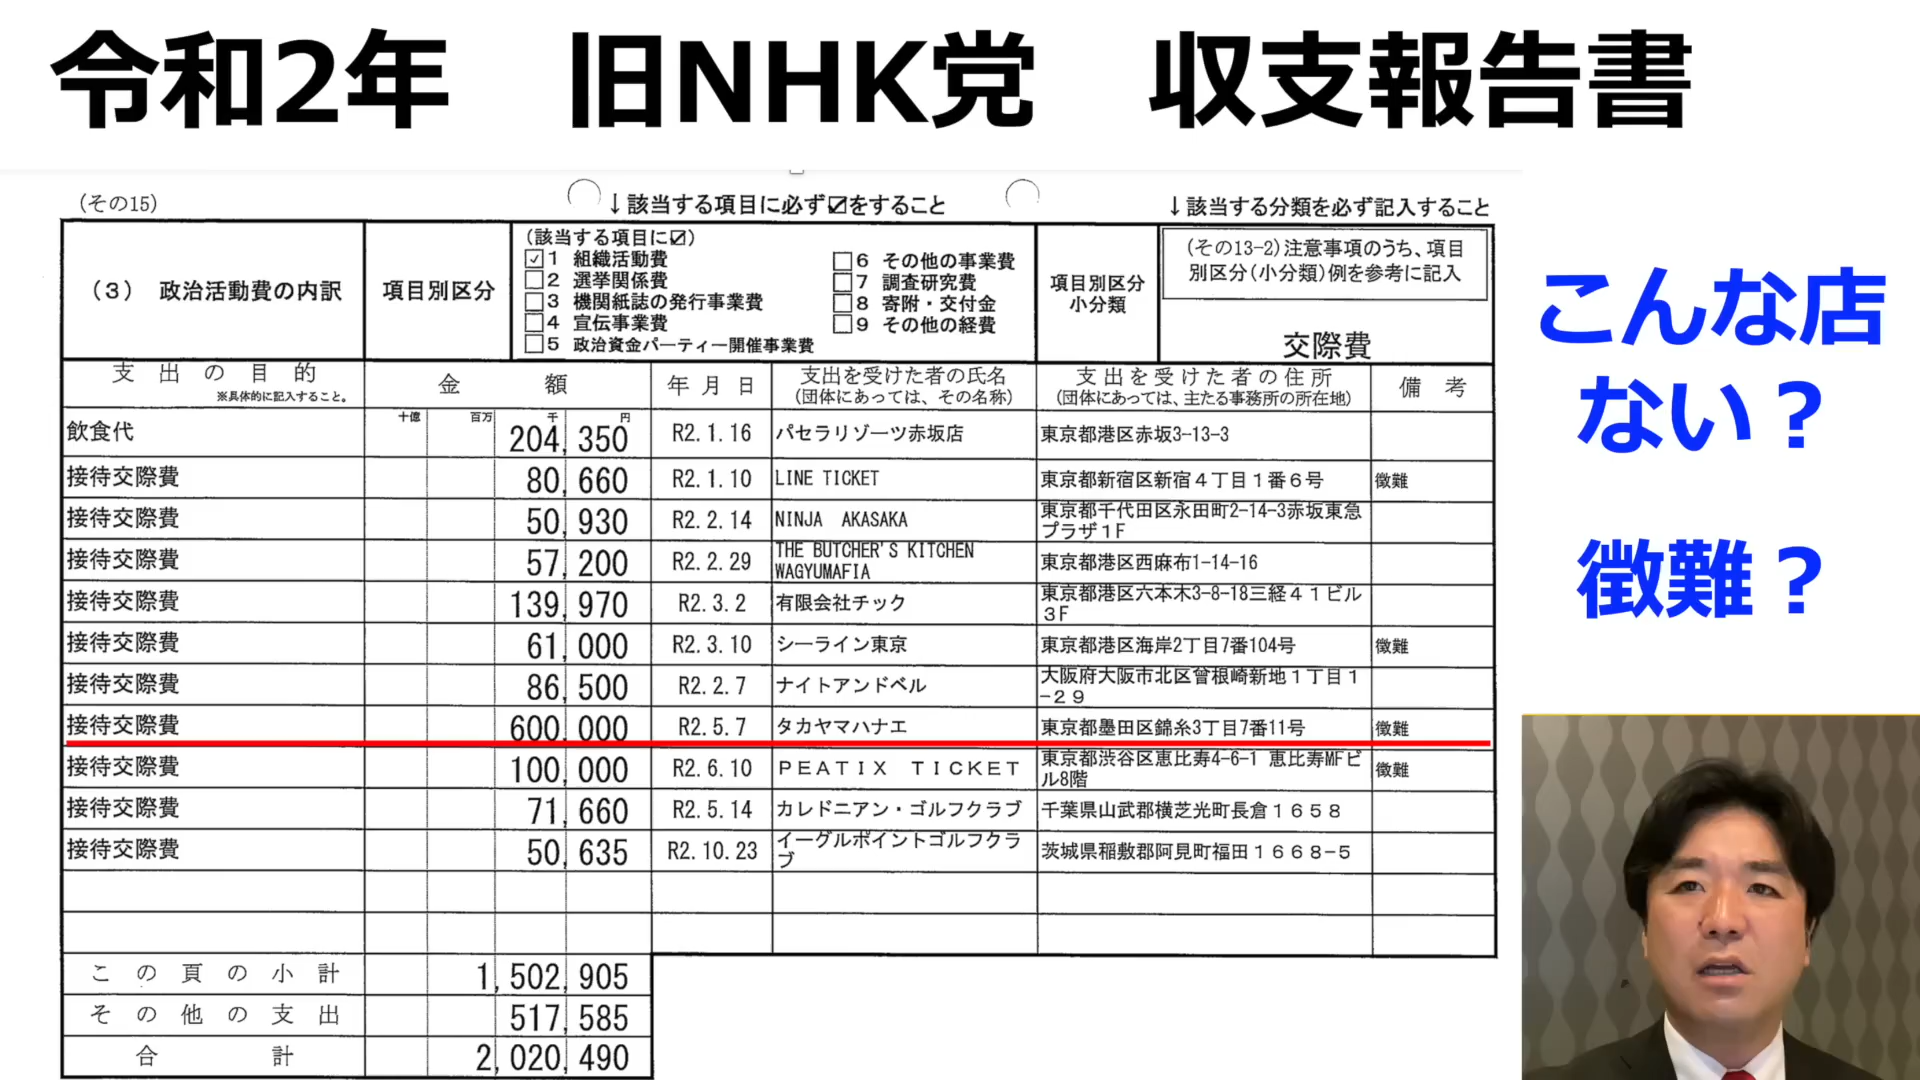 令和2年 旧NHK党 収支報告書
(その15)
↓該当する項目に必ず☑をすること
↓該当する分類を必ず記入すること
(3) 政治活動費の内訳
項目別区分
(該当する項目に☑)
☑1 組織活動費
□2 選挙関係費
□3 機関紙誌の発行事業費
□4 宣伝事業費
□5 政治資金パーティー開催事業費
□6 その他の事業費
□7 調査研究費
□8 寄附・交付金
□9 その他の経費
項目別区分
小分類
(その13-2)注意事項のうち、項目
別区分(小分類)例を参考に記入
交際費
支出の目的
※具体的に記入すること。
金額
年月日
支出を受けた者の氏名
(団体にあっては、その名称)
支出を受けた者の住所
(団体にあっては、主たる事務所の所在地)
備考
十億 百万 千 円
飲食代 204,350 R2.1.16 パセラリゾーツ赤坂店 東京都港区赤坂3-13-3
接待交際費 80,660 R2.1.10 LINE TICKET 東京都新宿区新宿4丁目1番6号 徴難
接待交際費 50,930 R2.2.14 NINJA AKASAKA 東京都千代田区永田町2-14-3赤坂東急
プラザ1F
接待交際費 57,200 R2.2.29 THE BUTCHER'S KITCHEN
WAGYUMAFIA 東京都港区西麻布1-14-16
接待交際費 139,970 R2.3.2 有限会社チック 東京都港区六本木3-8-18三経41ビル
3F
接待交際費 61,000 R2.3.10 シーライン東京 東京都港区海岸2丁目7番104号 徴難
接待交際費 86,500 R2.2.7 ナイトアンドベル 大阪府大阪市北区曾根崎新地1丁目1
-29
接待交際費 600,000 R2.5.7 タカヤマハナエ 東京都墨田区錦糸3丁目7番11号 徴難
接待交際費 100,000 R2.6.10 PEATIX TICKET 東京都渋谷区恵比寿4-6-1 恵比寿MFビ
ル8階 徴難
接待交際費 71,660 R2.5.14 カレドニアン・ゴルフクラブ 千葉県山武郡横芝光町長倉1658
接待交際費 50,635 R2.10.23 イーグルポイントゴルフクラ
ブ 茨城県稲敷郡阿見町福田1668-5
この頁の小計 1,502,905
その他の支出 517,585
合計 2,020,490
こんな店
ない?
徴難?